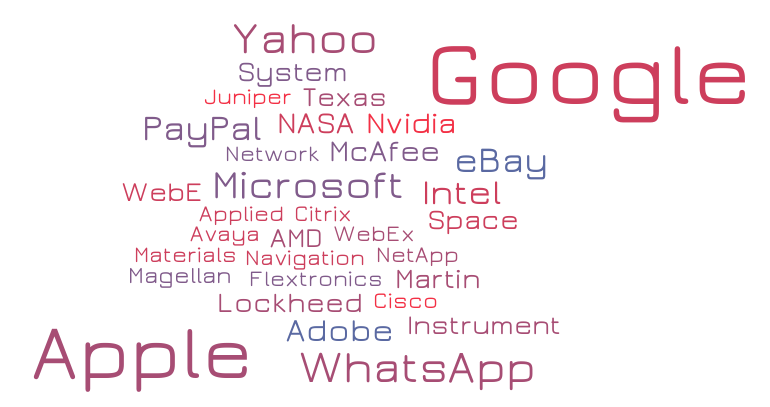 Yahoo
Google
System
Juniper Texas
PayPal NASA Nvidia
Network McAfee eBay
WebE Microsoft Intel
Applied Citrix Space
Avaya AMD WebEx
Materials Navigation NetApp
Magellan Flextronics Martin
Lockheed Cisco
Adobe Instrument
Apple WhatsApp